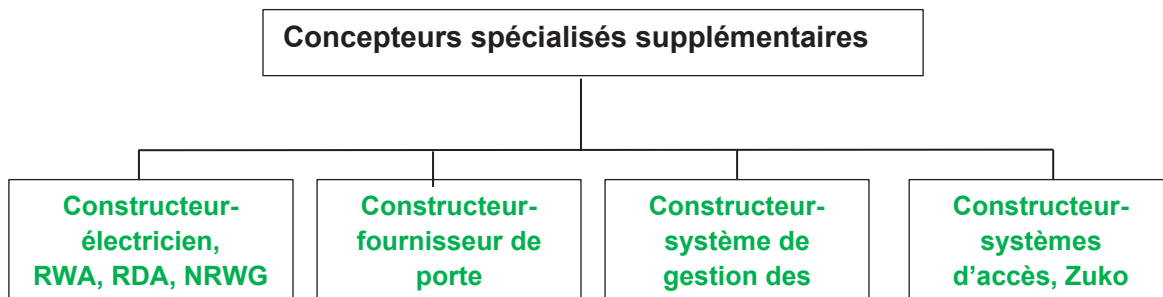 Concepteurs spécialisés supplémentaires
Constructeur-
électricien,
RWA, RDA, NRWG
Constructeur-
fournisseur de
porte
Constructeur-
système de
gestion des
Constructeur-
systèmes
d’accès, Zuko